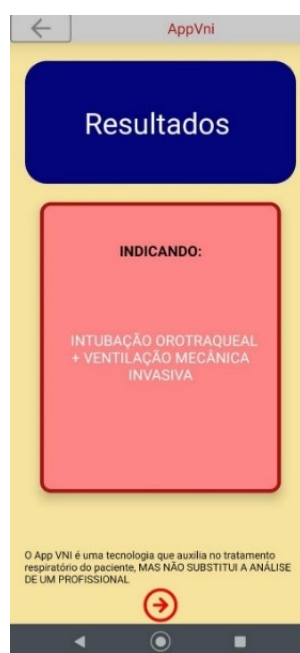 AppVni
Resultados
INDICANDO:
INTUBAÇÃO OROTRAQUEAL
+ VENTILAÇÃO MECÂNICA
INVASIVA
O App VNI é uma tecnologia que auxilia no tratamento
respiratório do paciente, MAS NÃO SUBSTITUI A ANÁLISE
DE UM PROFISSIONAL